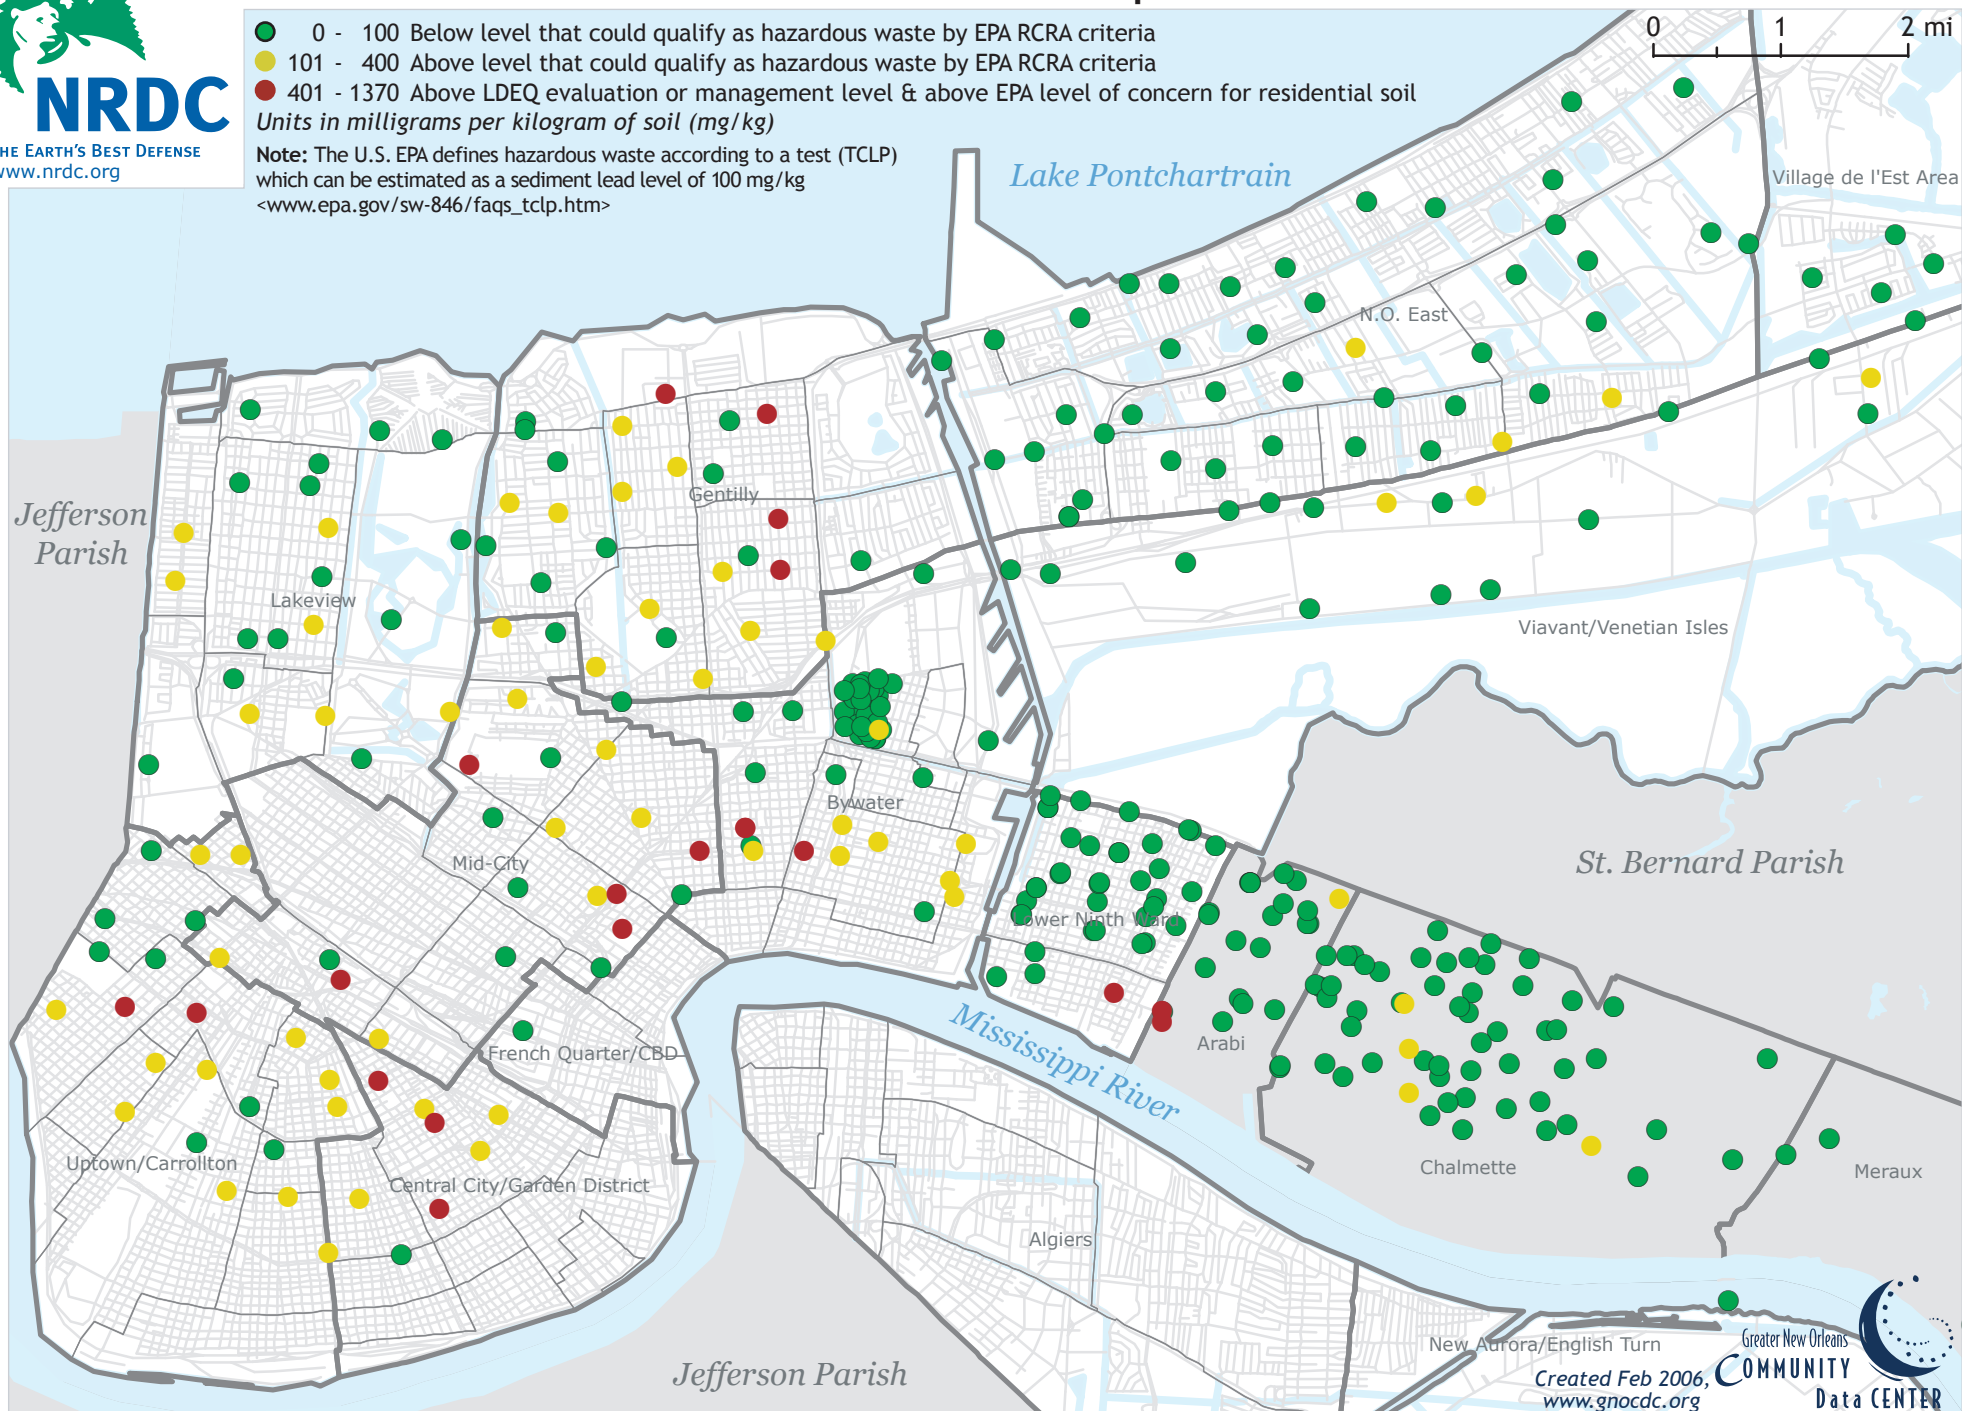 NRDC
HE EARTH'S BEST DEFENSE
www.nrdc.org
0 - 100 Below level that could qualify as hazardous waste by EPA RCRA criteria
101 - 400 Above level that could qualify as hazardous waste by EPA RCRA criteria
401 - 1370 Above LDEQ evaluation or management level & above EPA level of concern for residential soil
Units in milligrams per kilogram of soil (mg/kg)
Note: The U.S. EPA defines hazardous waste according to a test (TCLP)
which can be estimated as a sediment lead level of 100 mg/kg
<www.epa.gov/sw-846/faqs_tclp.htm>
0 1 2 mi
Lake Pontchartrain
Village de l'Est Area
N.O. East
Gentilly
Jefferson
Parish
Lakeview
Viavant/Venetian Isles
Bywater
Mid-City
St. Bernard Parish
Lower Ninth Ward
Mississippi River
Arabi
French Quarter/CBD
Uptown/Carrollton
Central City/Garden District
Chalmette
Meraux
Algiers
New Aurora/English Turn
Jefferson Parish
Created Feb 2006,
www.gnocdc.org
Greater New Orleans
COMMUNITY
Data CENTER